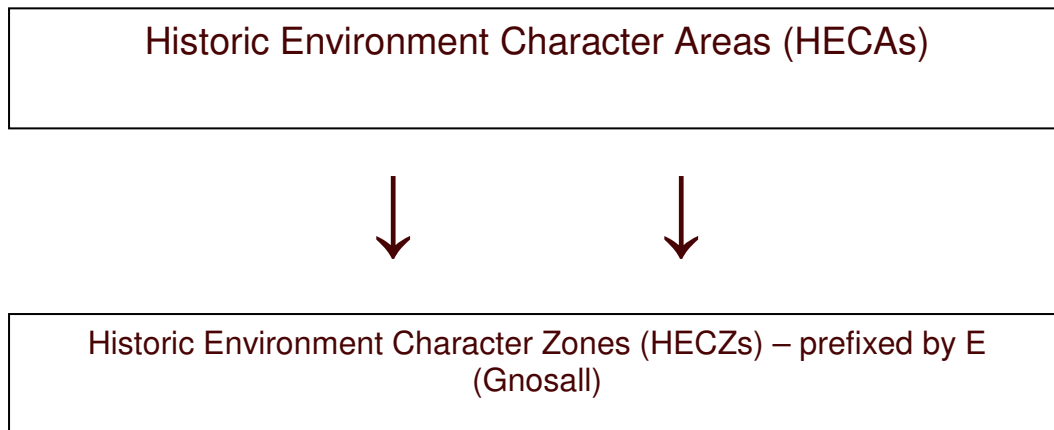 Historic Environment Character Areas (HECAs)
Historic Environment Character Zones (HECZs) – prefixed by E
(Gnosall)